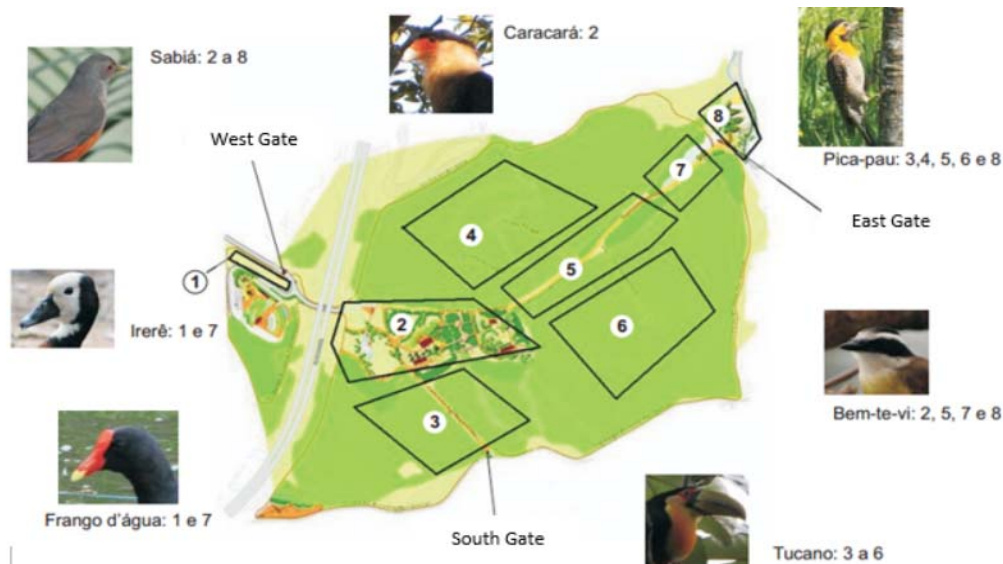 Sabiá: 2 a 8
Caracará: 2
West Gate
8
Pica-pau: 3,4, 5, 6 e 8
7
East Gate
4
5
1
2
6
Irerê: 1 e 7
Bem-te-vi: 2, 5, 7 e 8
3
Frango d'água: 1 e 7
South Gate
Tucano: 3 a 6